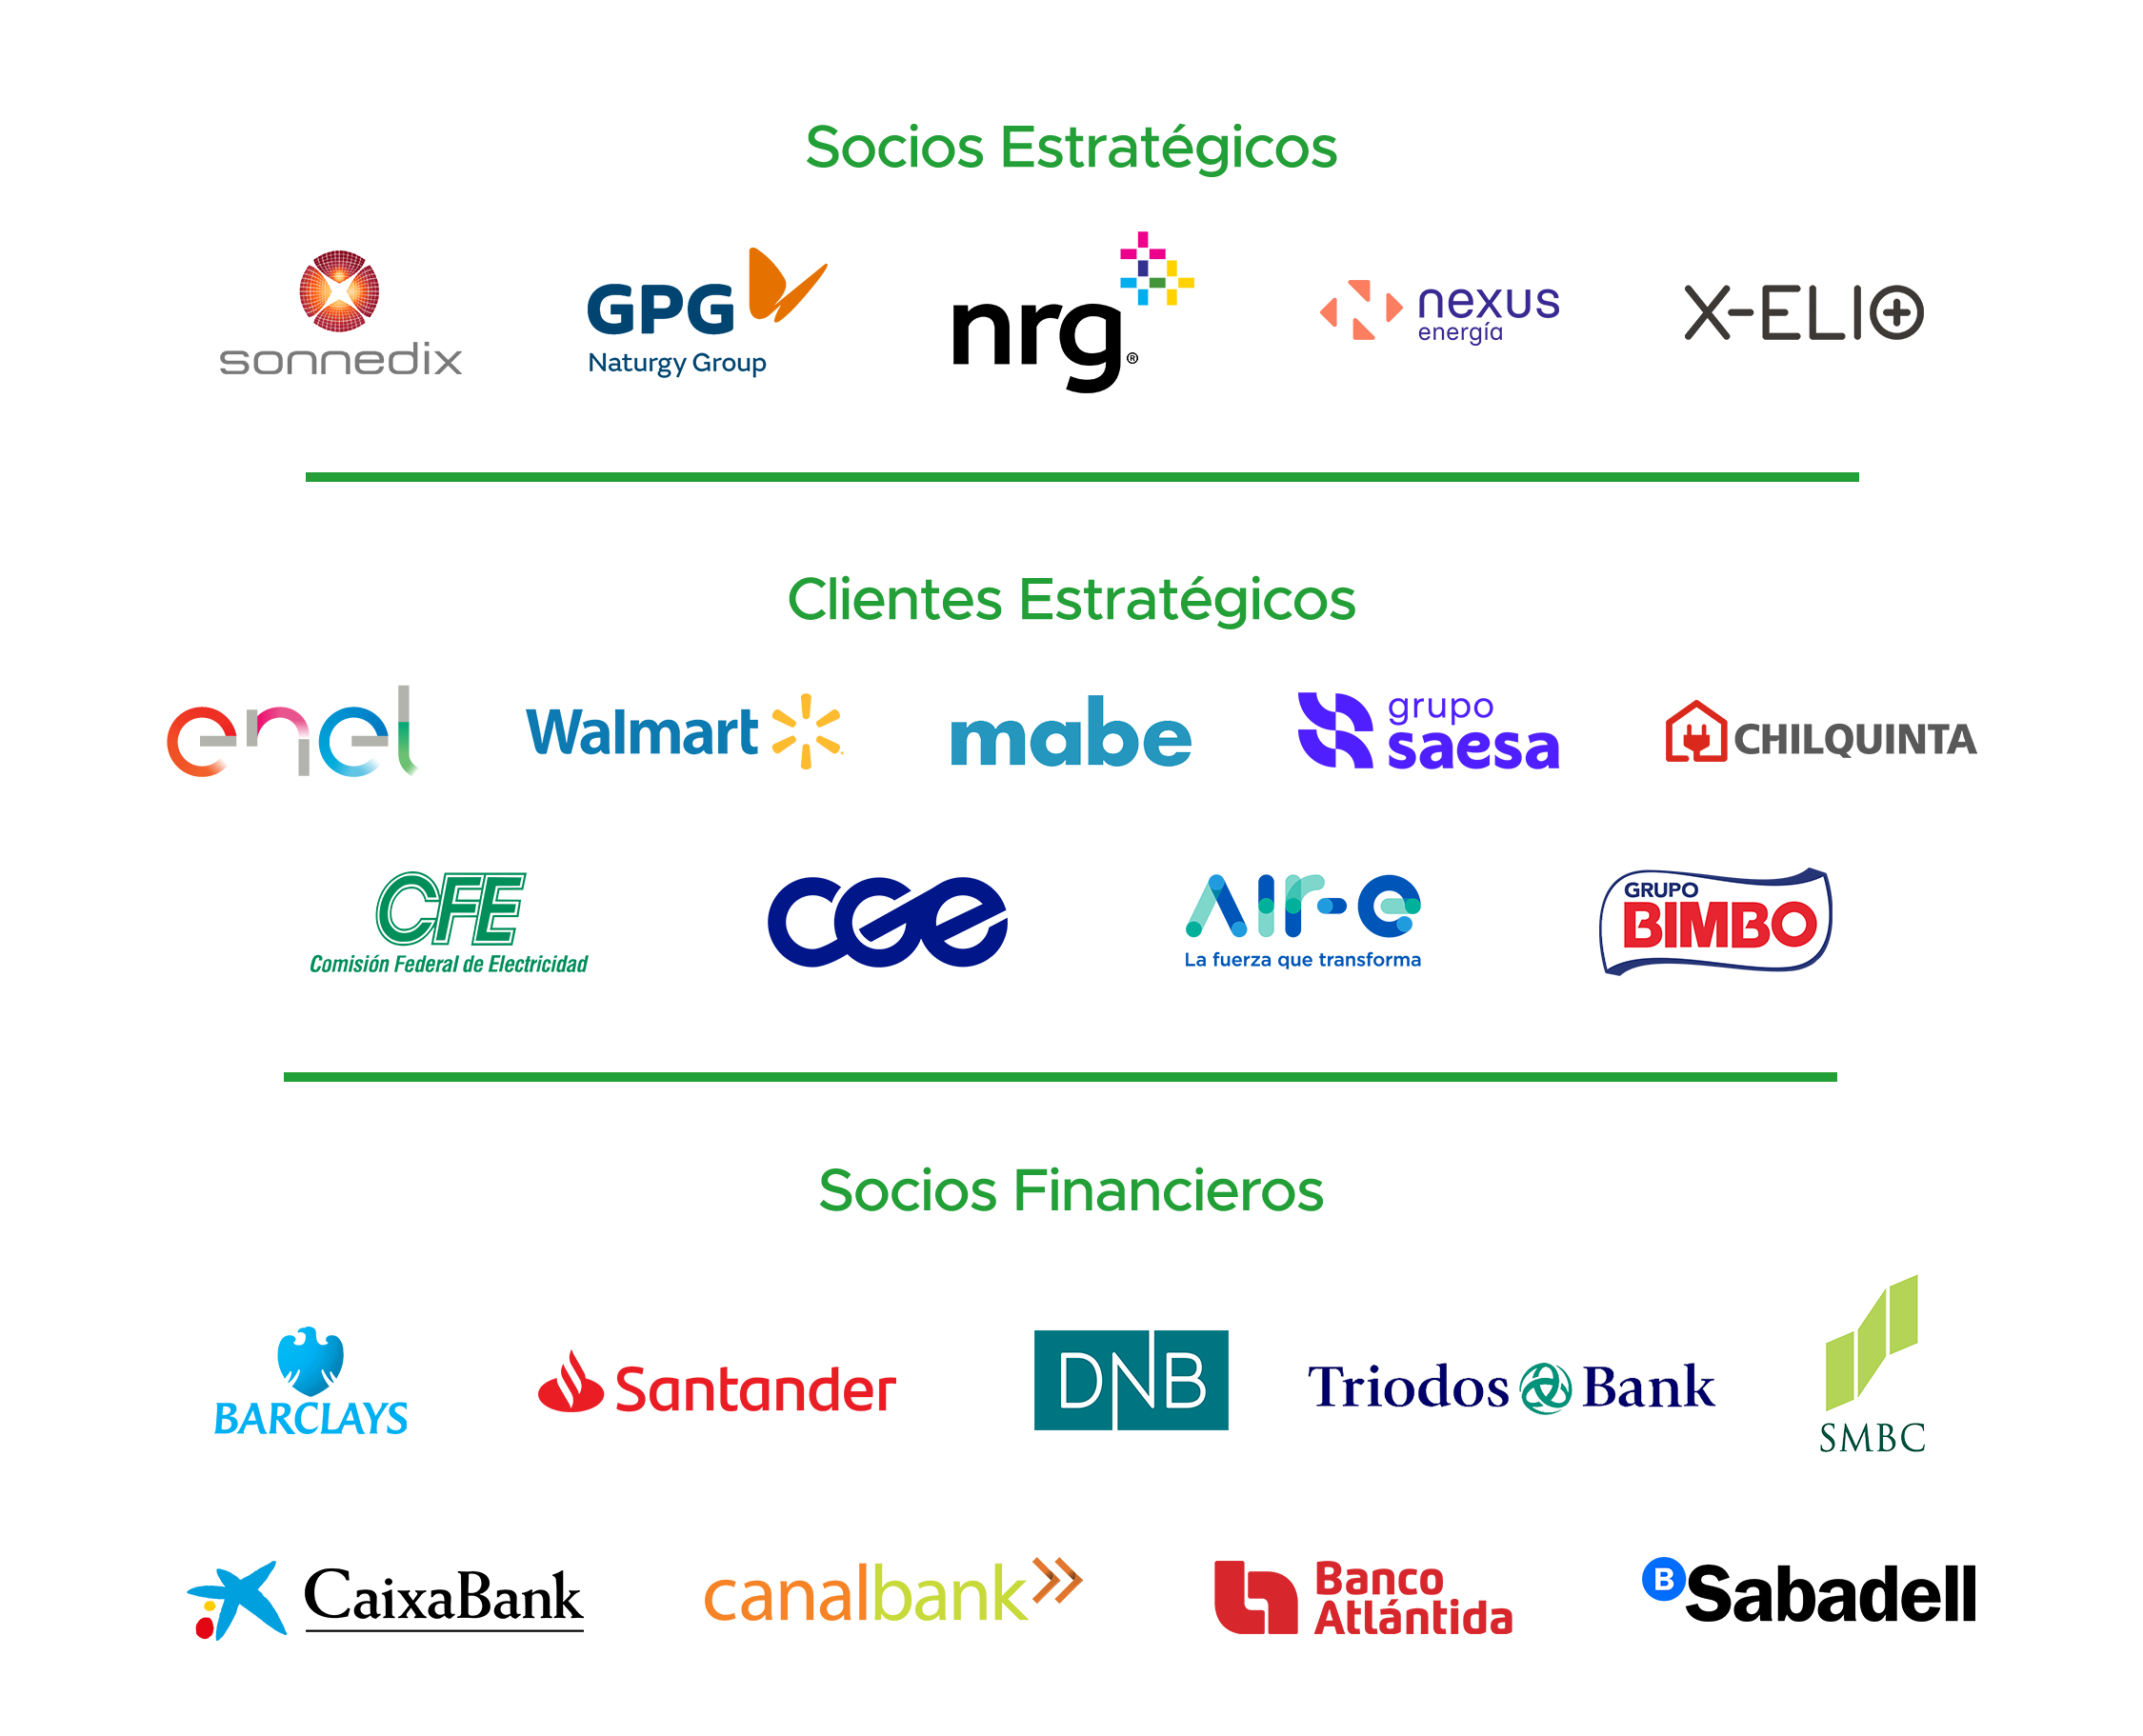 Socios Estratégicos
sonnedix
GPG
Naturgy Group
nrg®
nexus
energía
X-ELIO
Clientes Estratégicos
enel
Walmart
mabe
grupo
saesa
CHILQUINTA
CFE
Comisión Federal de Electricidad
cge
AIr-e
La fuerza que transforma
GRUPO
BIMBO
Socios Financieros
BARCLAYS
Santander
DNB
Triodos Bank
SMBC
CaixaBank
canalbank
Banco
Atlántida
B Sabadell